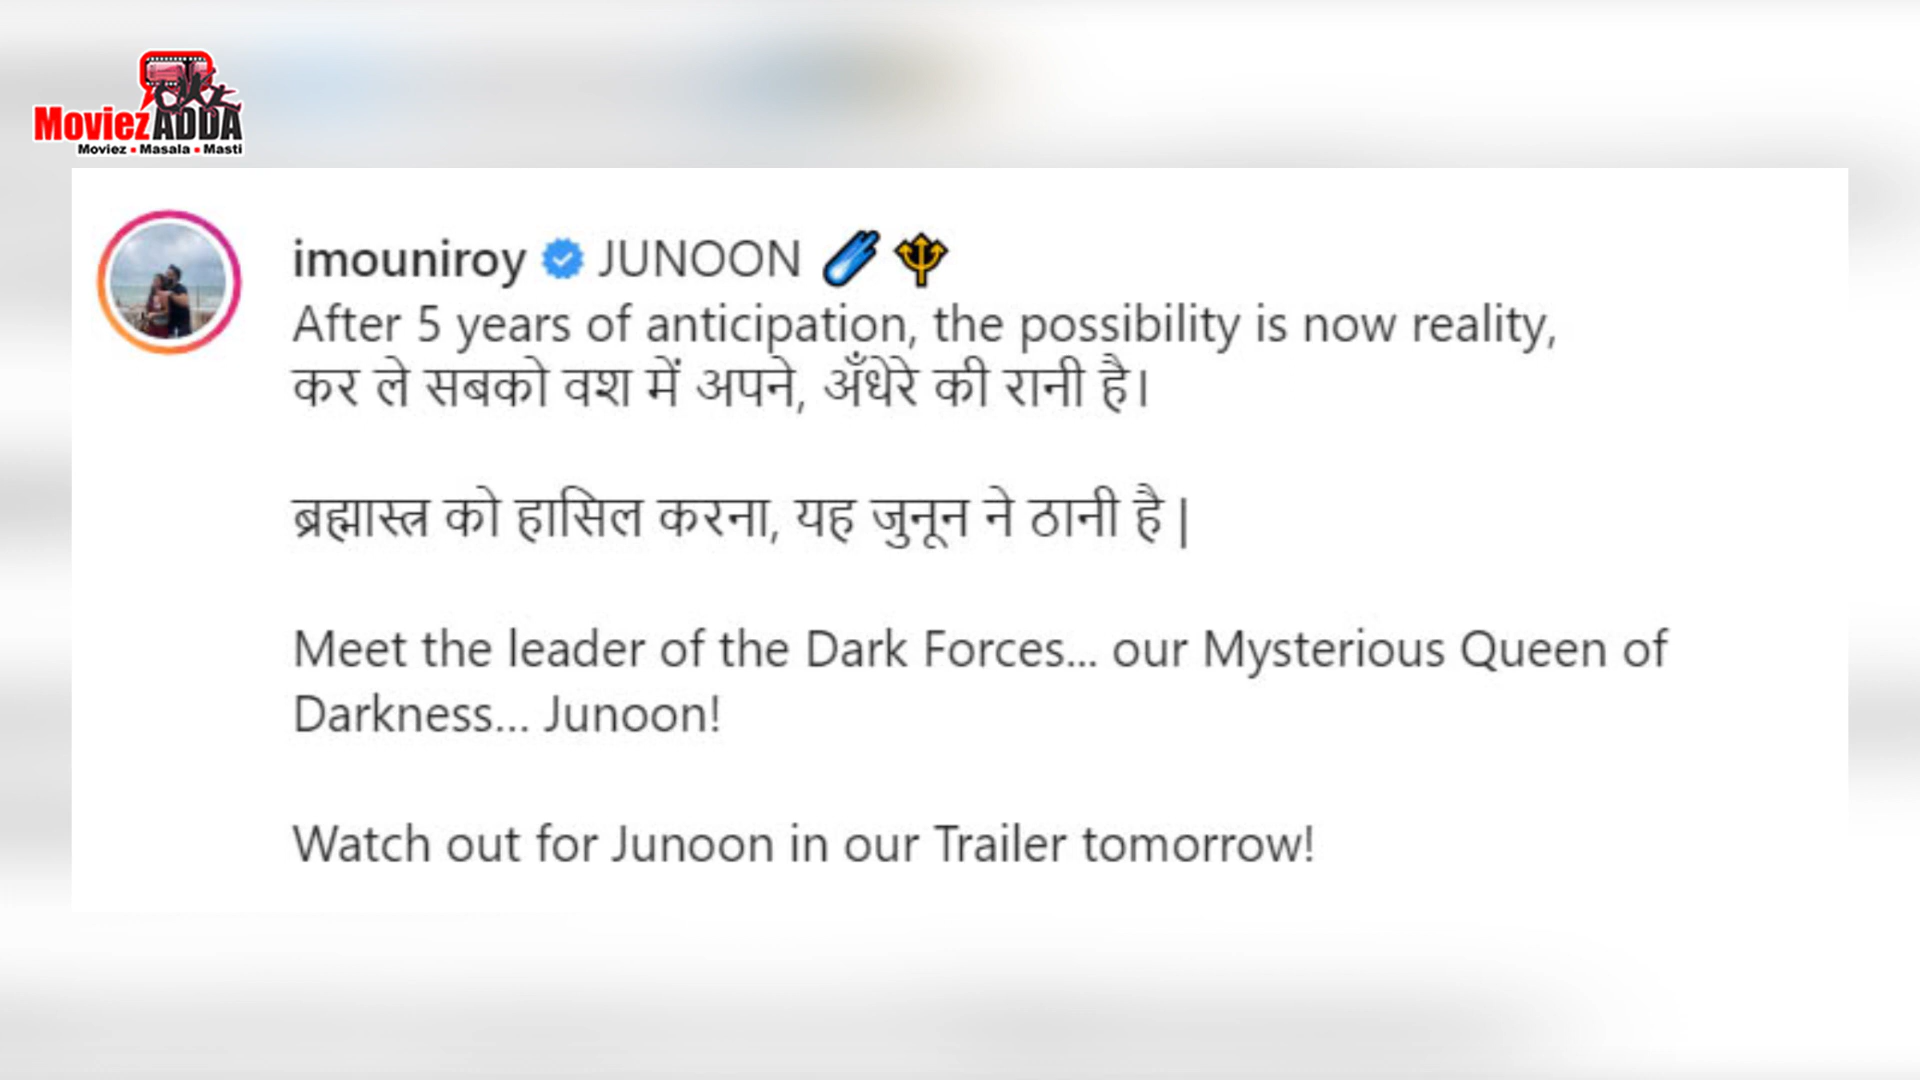 MoviezADDA
Moviez • Masala • Masti
imouniroy JUNOON ☄️🔱
After 5 years of anticipation, the possibility is now reality,
कर ले सबको वश में अपने, अँधेरे की रानी है।
ब्रह्मास्त्र को हासिल करना, यह जुनून ने ठानी है |
Meet the leader of the Dark Forces... our Mysterious Queen of
Darkness... Junoon!
Watch out for Junoon in our Trailer tomorrow!